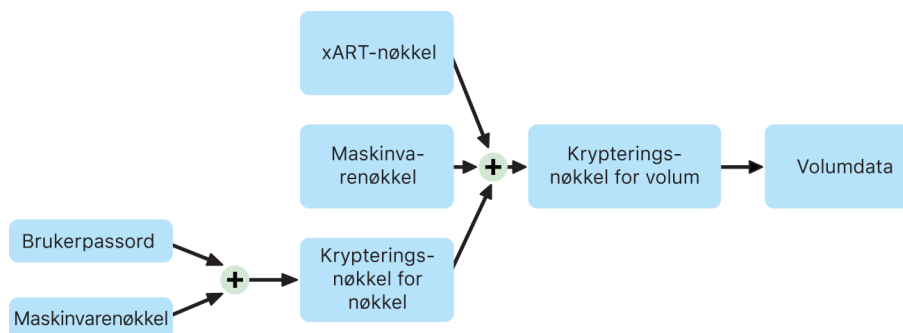 xART-nøkkel
Maskinva-
renøkkel
+
Krypterings-
nøkkel for volum
Volumdata
Brukerpassord
+
Krypterings-
nøkkel for
nøkkel
Maskinvarenøkkel